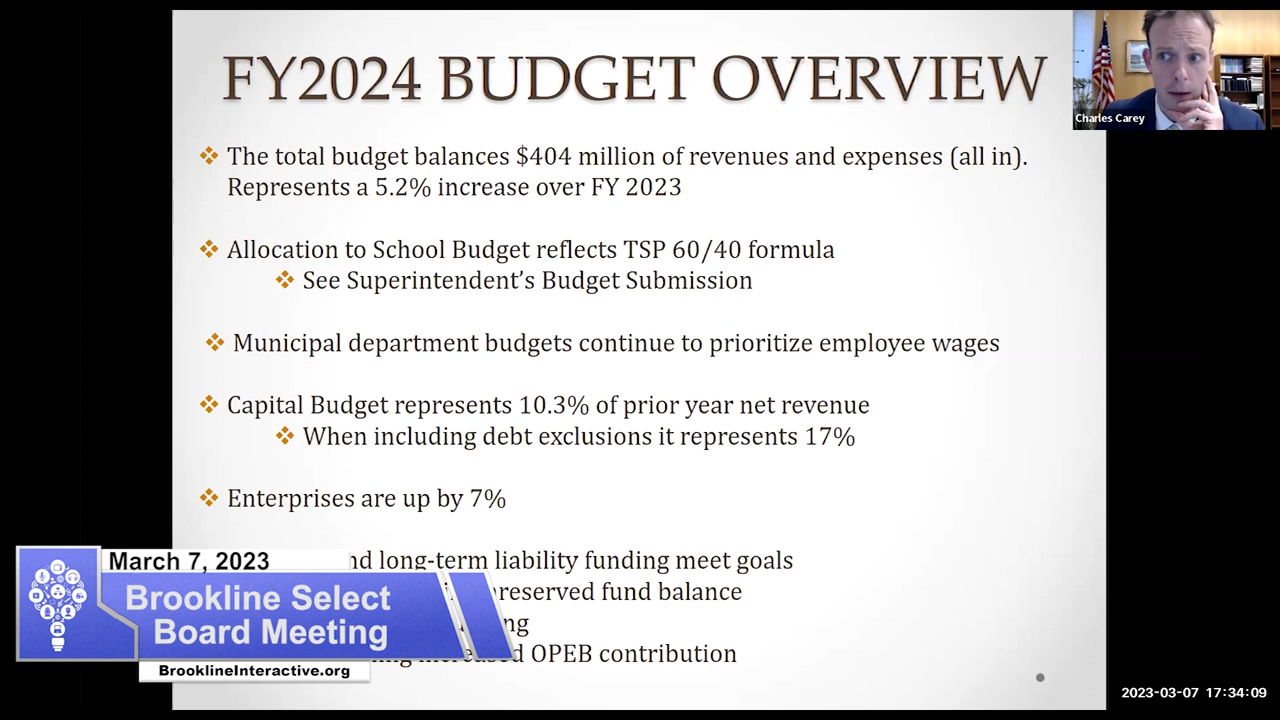 FY2024 BUDGET OVERVIEW
Charles Carey
The total budget balances $404 million of revenues and expenses (all in).
Represents a 5.2% increase over FY 2023
Allocation to School Budget reflects TSP 60/40 formula
See Superintendent’s Budget Submission
Municipal department budgets continue to prioritize employee wages
Capital Budget represents 10.3% of prior year net revenue
When including debt exclusions it represents 17%
Enterprises are up by 7%
long-term liability funding meet goals
fund balance
OPEB contribution
March 7, 2023
Brookline Select
Board Meeting
BrooklineInteractive.org
2023-03-07 17:34:09